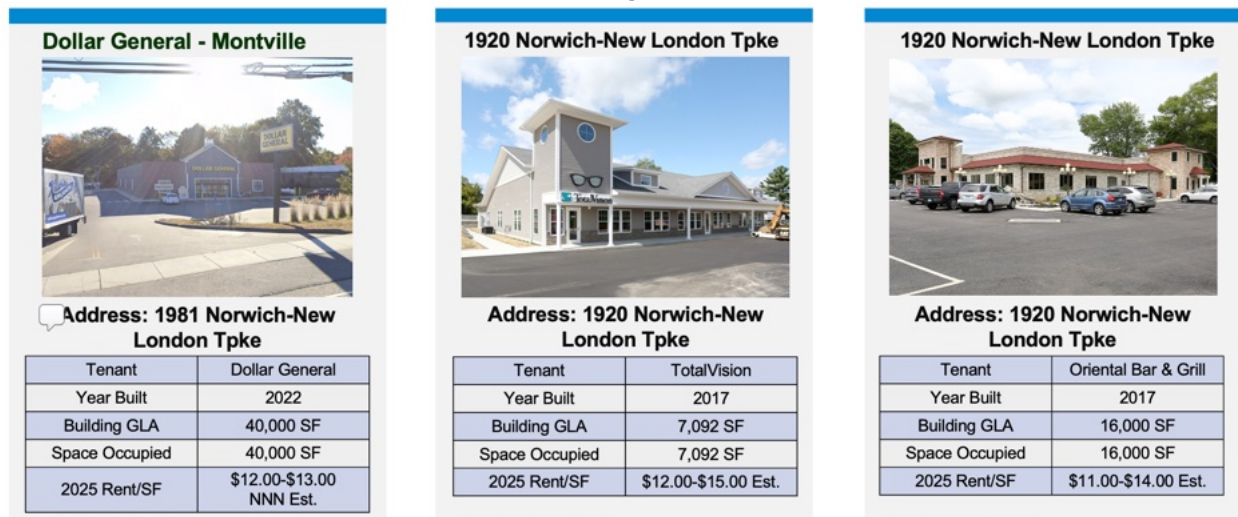 Dollar General - Montville
DOLLAR
GENERAL
DOLLAR GENERAL
Address: 1981 Norwich-New
London Tpke
Tenant Dollar General
Year Built 2022
Building GLA 40,000 SF
Space Occupied 40,000 SF
2025 Rent/SF $12.00-$13.00
NNN Est.
1920 Norwich-New London Tpke
TotalVision
Address: 1920 Norwich-New
London Tpke
Tenant TotalVision
Year Built 2017
Building GLA 7,092 SF
Space Occupied 7,092 SF
2025 Rent/SF $12.00-$15.00 Est.
1920 Norwich-New London Tpke
Address: 1920 Norwich-New
London Tpke
Tenant Oriental Bar & Grill
Year Built 2017
Building GLA 16,000 SF
Space Occupied 16,000 SF
2025 Rent/SF $11.00-$14.00 Est.